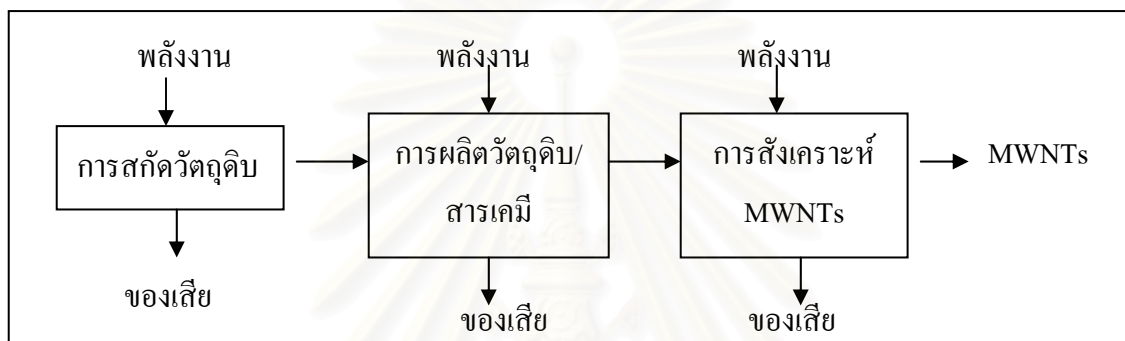 พลังงาน พลังงาน พลังงาน
การสกัดวัตถุดิบ
การผลิตวัตถุดิบ/
สารเคมี
การสังเคราะห์
MWNTs
MWNTs
ของเสีย ของเสีย ของเสีย